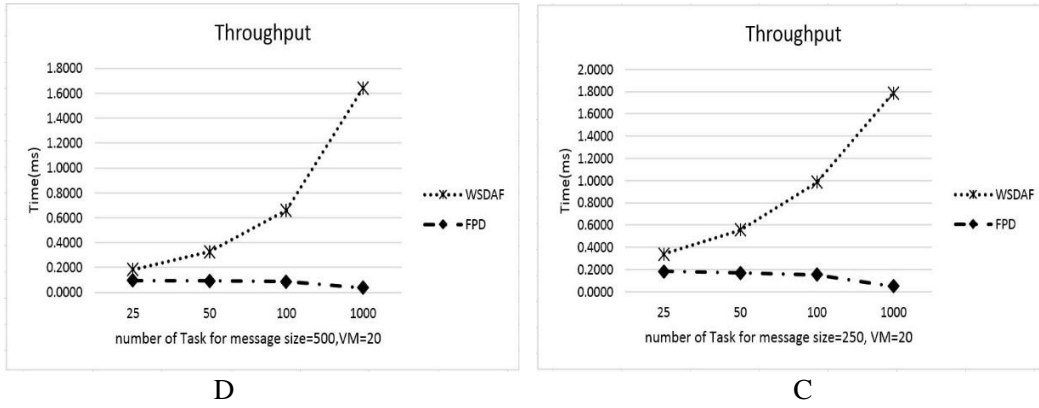 Throughput
1.8000
1.6000
1.4000
1.2000
1.0000
0.8000
0.6000
0.4000
0.2000
0.0000
Time(ms)
25 50 100 1000
number of Task for message size=500,VM=20
WSDAF
FPD
D
Throughput
2.0000
1.8000
1.6000
1.4000
1.2000
1.0000
0.8000
0.6000
0.4000
0.2000
0.0000
Time(ms)
25 50 100 1000
number of Task for message size=250, VM=20
WSDAF
FPD
C